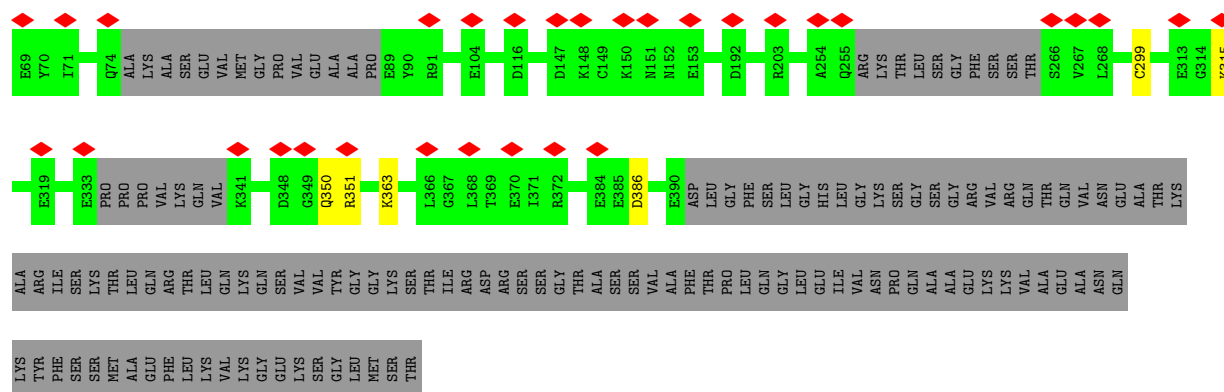 E69 Y70 I71 Q74 ALA LYS ALA SER GLU VAL MET GLY PRO VAL GLU ALA ALA PRO E89 Y90 R91 E104 D116 D147 K148 C149 K150 N151 N152 E153 D192 R203 A254 Q255 ARG LYS THR LEU SER GLY PHE SER SER THR S266 V267 L268 C299 E313 G314 K315
E319 E333 PRO PRO PRO VAL LYS GLN VAL K341 D348 G349 Q350 R351 K363 L366 G367 L368 T369 E370 I371 R372 E384 E385 D386 E390 ASP LEU GLY PHE SER LEU GLY HIS LEU GLY LYS SER GLY SER GLY ARG VAL ARG GLN THR GLN VAL ASN GLU ALA THR LYS
ALA ARG ILE SER LYS THR LEU GLN ARG THR LEU GLN LYS GLN SER VAL VAL TYR GLY GLY LYS SER THR ILE ARG ASP ARG SER SER GLY THR ALA SER SER VAL ALA PHE THR PRO LEU GLN GLY LEU GLU ILE VAL ASN PRO GLN ALA ALA GLU LYS LYS VAL ALA GLU ALA ASN GLN
LYS TYR PHE SER SER MET ALA GLU PHE LEU LYS VAL LYS GLY GLU LYS SER GLY LEU MET SER THR